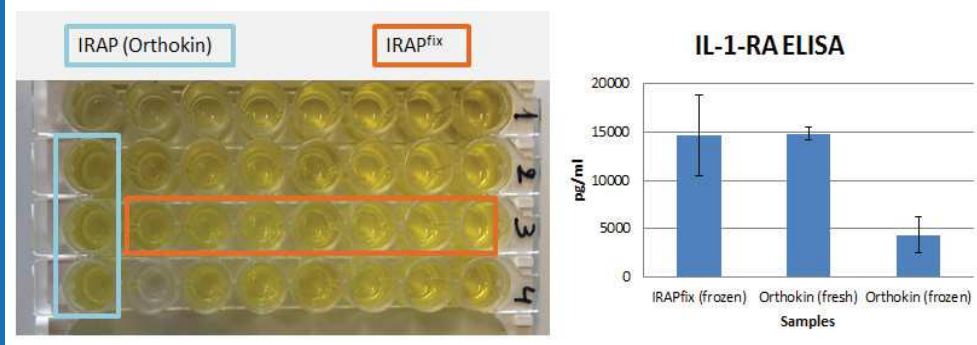 IRAP (Orthokin)
IRAPfix
1
2
3
4
IL-1-RA ELISA
20000
15000
10000
5000
0
pg/ml
IRAPfix (frozen) Orthokin (fresh) Orthokin (frozen)
Samples